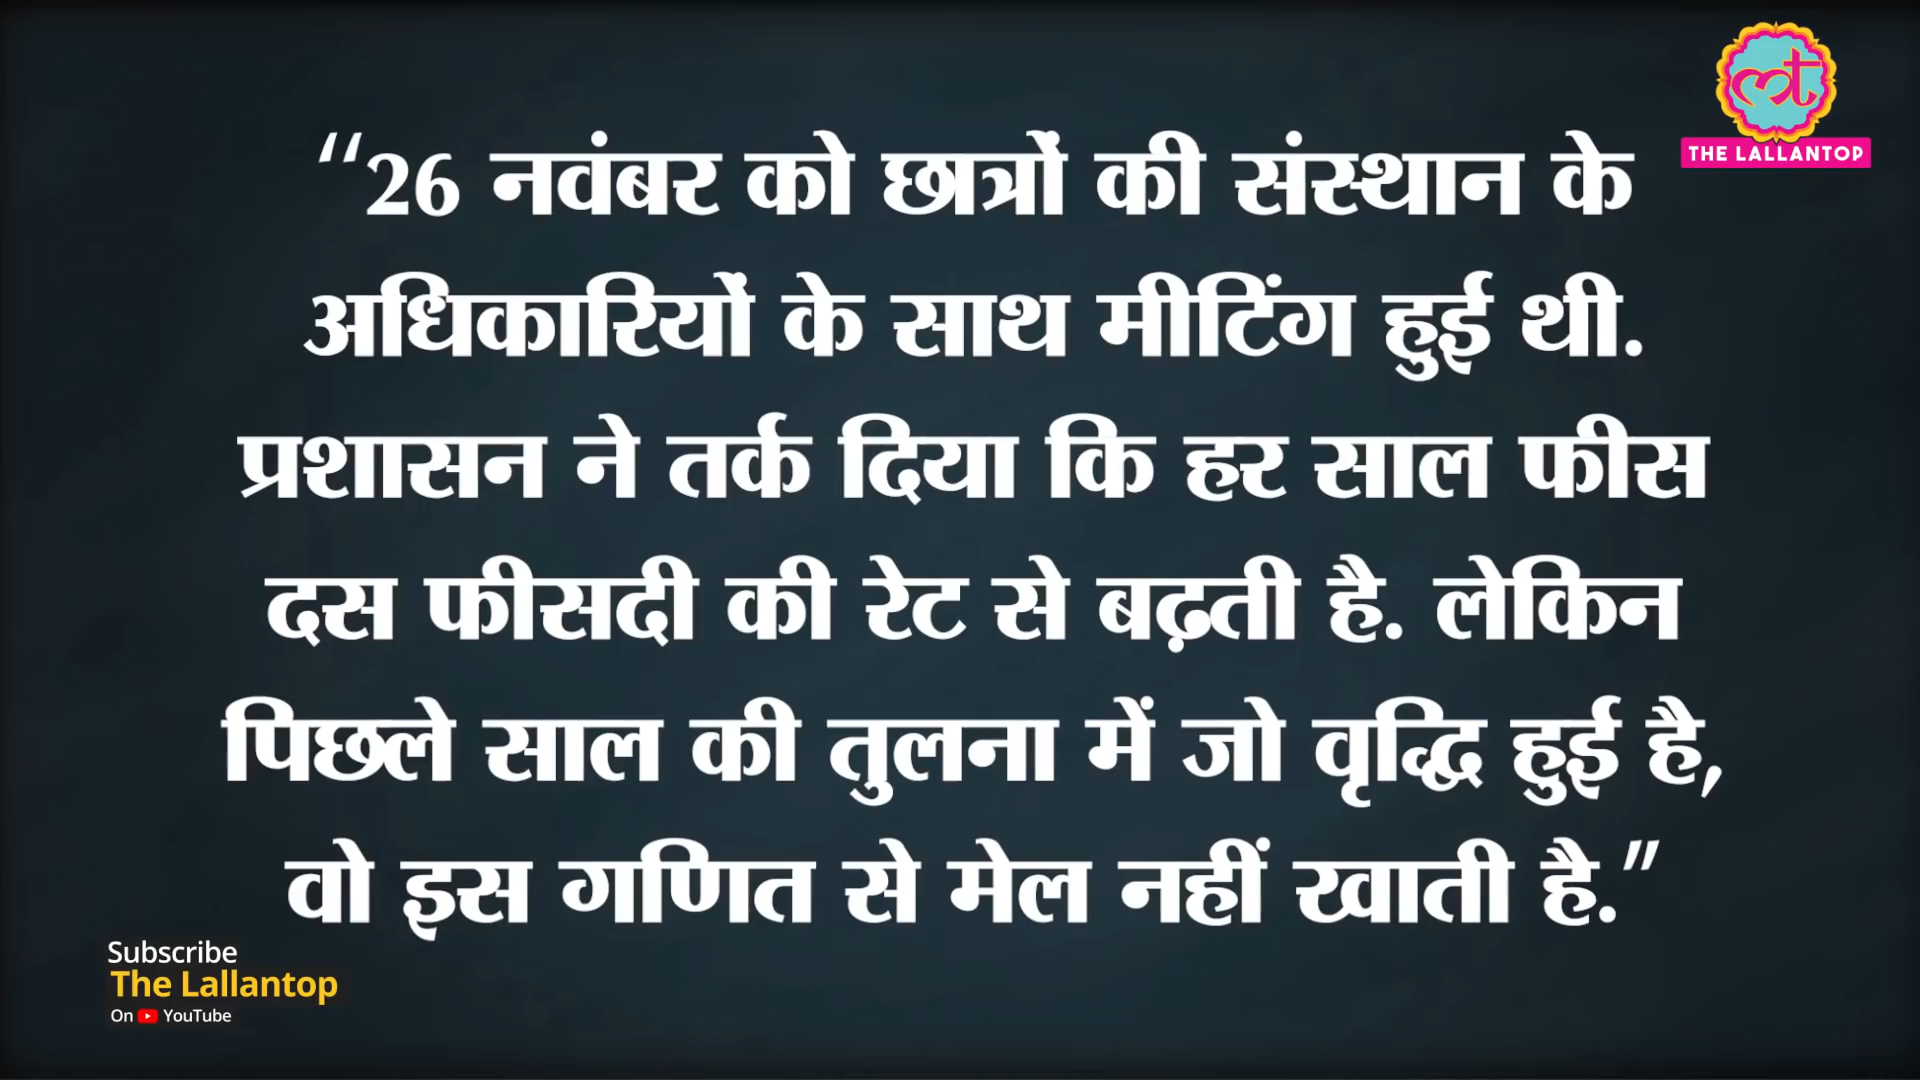 THE LALLANTOP
“26 नवंबर को छात्रों की संस्थान के
अधिकारियों के साथ मीटिंग हुई थी.
प्रशासन ने तर्क दिया कि हर साल फीस
दस फीसदी की रेट से बढ़ती है. लेकिन
पिछले साल की तुलना में जो वृद्धि हुई है,
वो इस गणित से मेल नहीं खाती है.”
Subscribe
The Lallantop
On YouTube